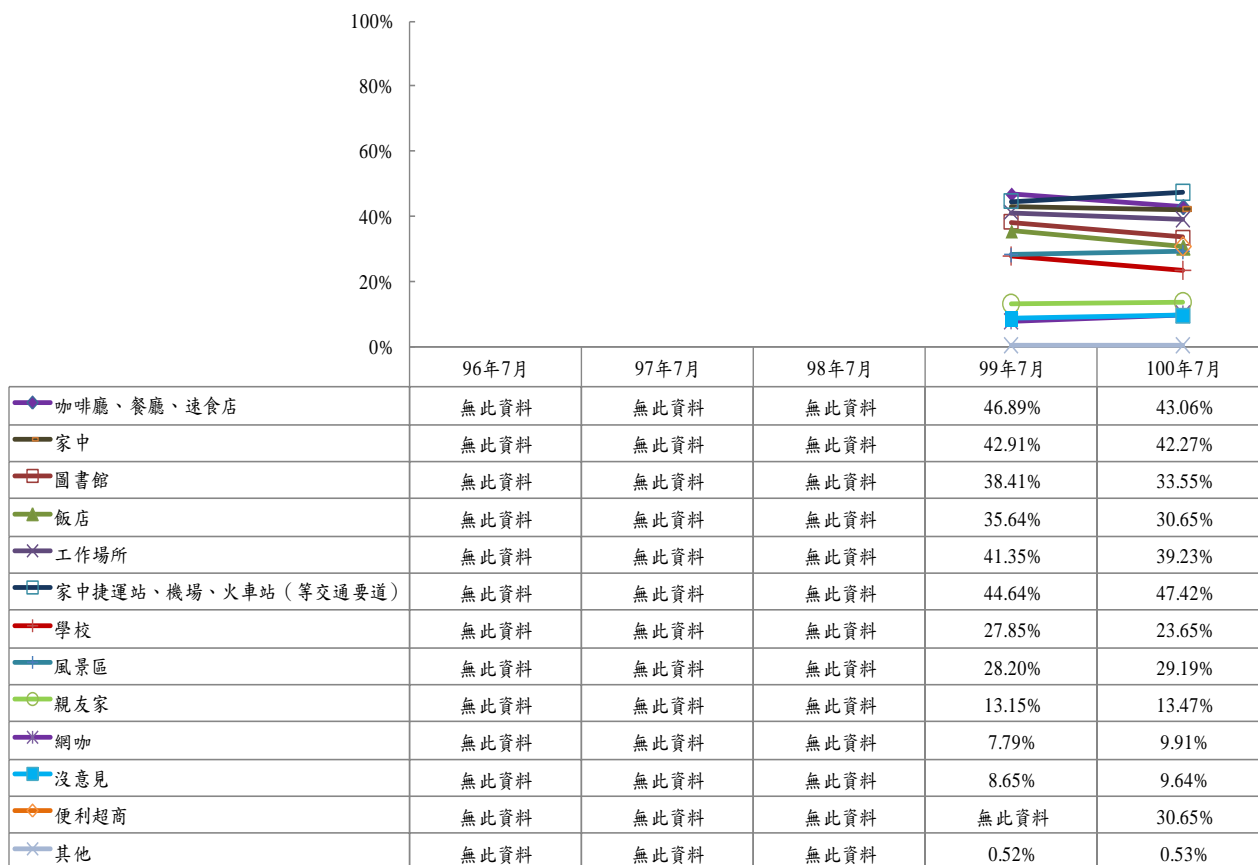 100%
80%
60%
40%
20%
0%
96年7月 97年7月 98年7月 99年7月 100年7月
咖啡廳、餐廳、速食店 無此資料 無此資料 無此資料 46.89% 43.06%
家中 無此資料 無此資料 無此資料 42.91% 42.27%
圖書館 無此資料 無此資料 無此資料 38.41% 33.55%
飯店 無此資料 無此資料 無此資料 35.64% 30.65%
工作場所 無此資料 無此資料 無此資料 41.35% 39.23%
家中捷運站、機場、火車站（等交通要道） 無此資料 無此資料 無此資料 44.64% 47.42%
學校 無此資料 無此資料 無此資料 27.85% 23.65%
風景區 無此資料 無此資料 無此資料 28.20% 29.19%
親友家 無此資料 無此資料 無此資料 13.15% 13.47%
網咖 無此資料 無此資料 無此資料 7.79% 9.91%
沒意見 無此資料 無此資料 無此資料 8.65% 9.64%
便利超商 無此資料 無此資料 無此資料 無此資料 30.65%
其他 無此資料 無此資料 無此資料 0.52% 0.53%